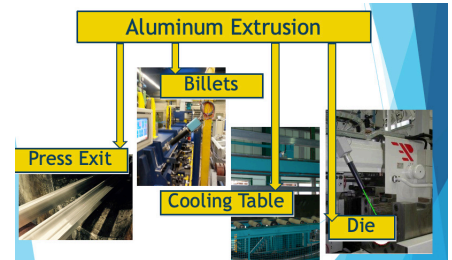 Aluminum Extrusion
Billets
Press Exit
Cooling Table
Die